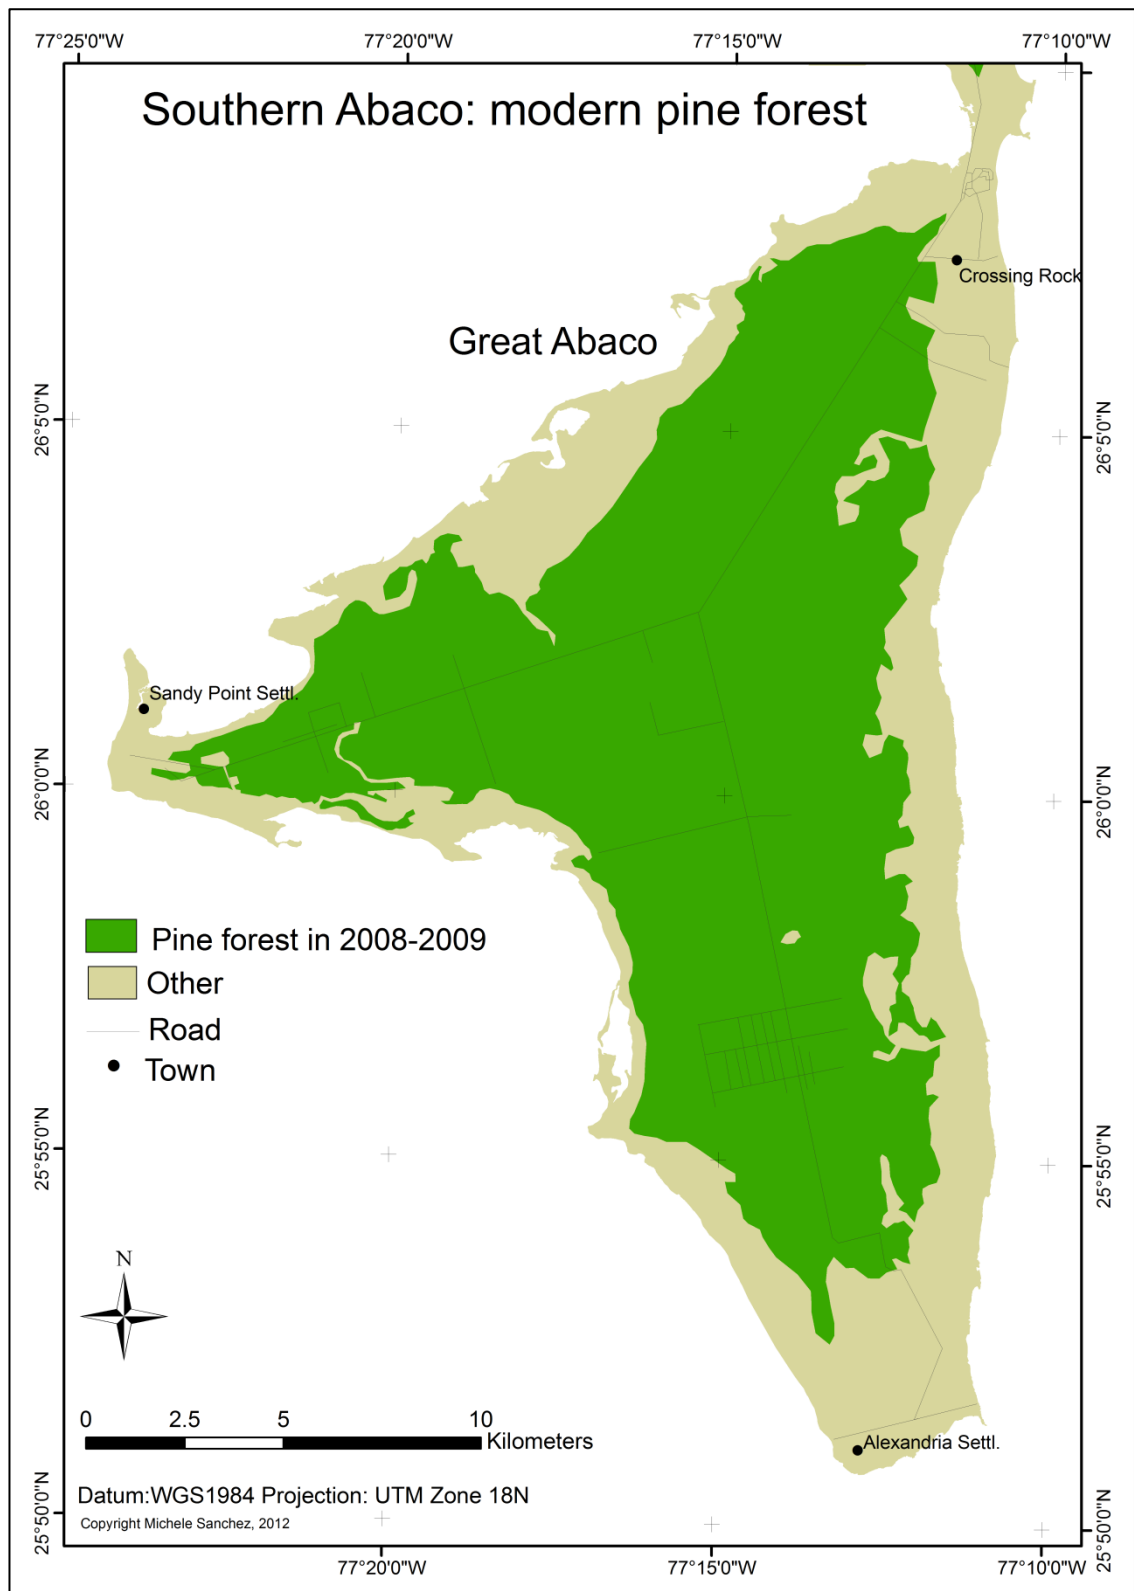 77°25'0"W 77°20'0"W 77°15'0"W 77°10'0"W
Southern Abaco: modern pine forest
Crossing Rock
Great Abaco
26°5'0"N
26°5'0"N
Sandy Point Settl.
26°0'0"N
26°0'0"N
Pine forest in 2008-2009
Other
Road
Town
25°55'0"N
25°55'0"N
N
0 2.5 5 10
Kilometers
Alexandria Settl.
Datum:WGS1984 Projection: UTM Zone 18N
Copyright Michele Sanchez, 2012
25°50'0"N
25°50'0"N
77°20'0"W 77°15'0"W 77°10'0"W